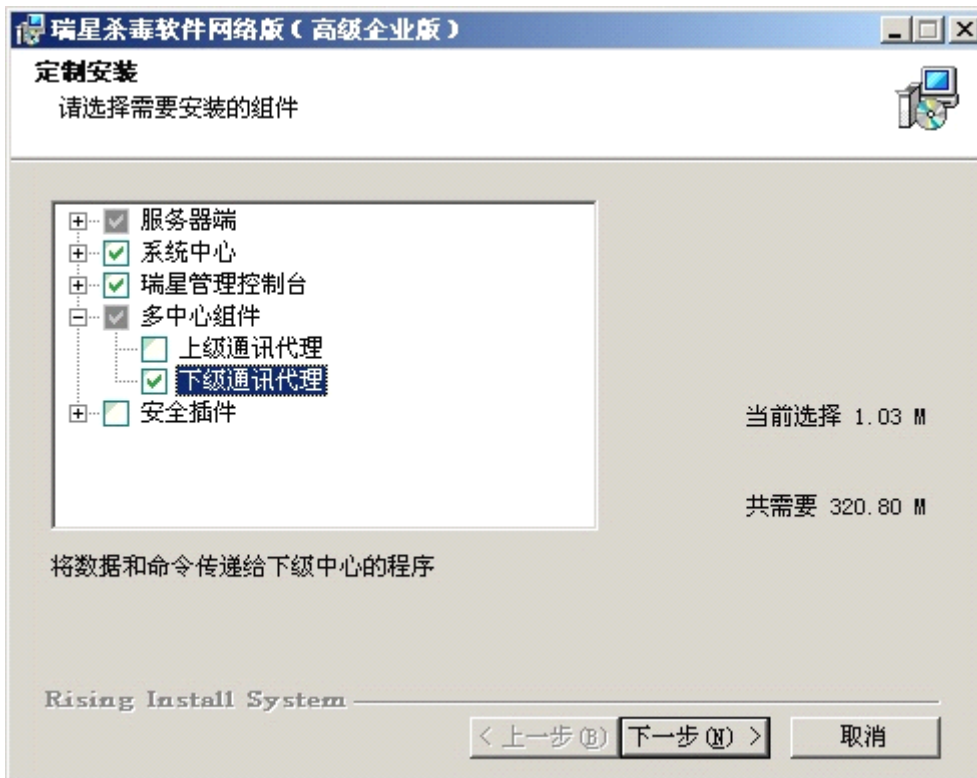 瑞星杀毒软件网络版（高级企业版）
定制安装
请选择需要安装的组件
服务器端
系统中心
瑞星管理控制台
多中心组件
上级通讯代理
下级通讯代理
安全插件
当前选择 1.03 M
共需要 320.80 M
将数据和命令传递给下级中心的程序
Rising Install System
< 上一步(B) 下一步(N) > 取消